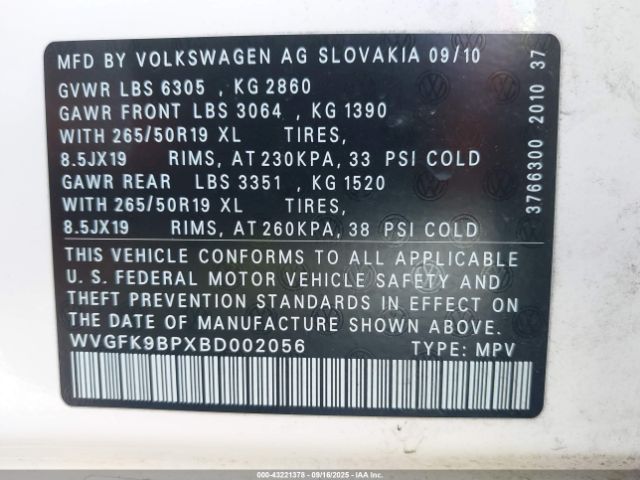 MFD BY VOLKSWAGEN AG SLOVAKIA 09/10
GVWR LBS 6305 , KG 2860
GAWR FRONT LBS 3064 , KG 1390
WITH 265/50R19 XL TIRES,
8.5JX19 RIMS, AT 230KPA, 33 PSI COLD
GAWR REAR LBS 3351 , KG 1520
WITH 265/50R19 XL TIRES,
8.5JX19 RIMS, AT 260KPA, 38 PSI COLD
THIS VEHICLE CONFORMS TO ALL APPLICABLE
U. S. FEDERAL MOTOR VEHICLE SAFETY AND
THEFT PREVENTION STANDARDS IN EFFECT ON
THE DATE OF MANUFACTURE SHOWN ABOVE.
WVGFK9BPXBD002056 TYPE: MPV
3766300 2010 37
000-43221378 - 09/16/2025 - IAA Inc.